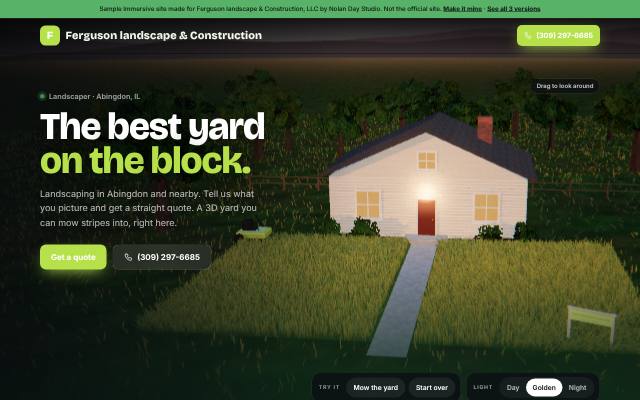 Sample Immersive site made for Ferguson landscape & Construction, LLC by Nolan Day Studio. Not the official site. Make it mine · See all 3 versions
F Ferguson landscape & Construction
(309) 297-6685
Drag to look around
Landscaper · Abingdon, IL
The best yard
on the block.
Landscaping in Abingdon and nearby. Tell us what
you picture and get a straight quote. A 3D yard you
can mow stripes into, right here.
Get a quote
(309) 297-6685
TRY IT Mow the yard Start over
LIGHT Day Golden Night